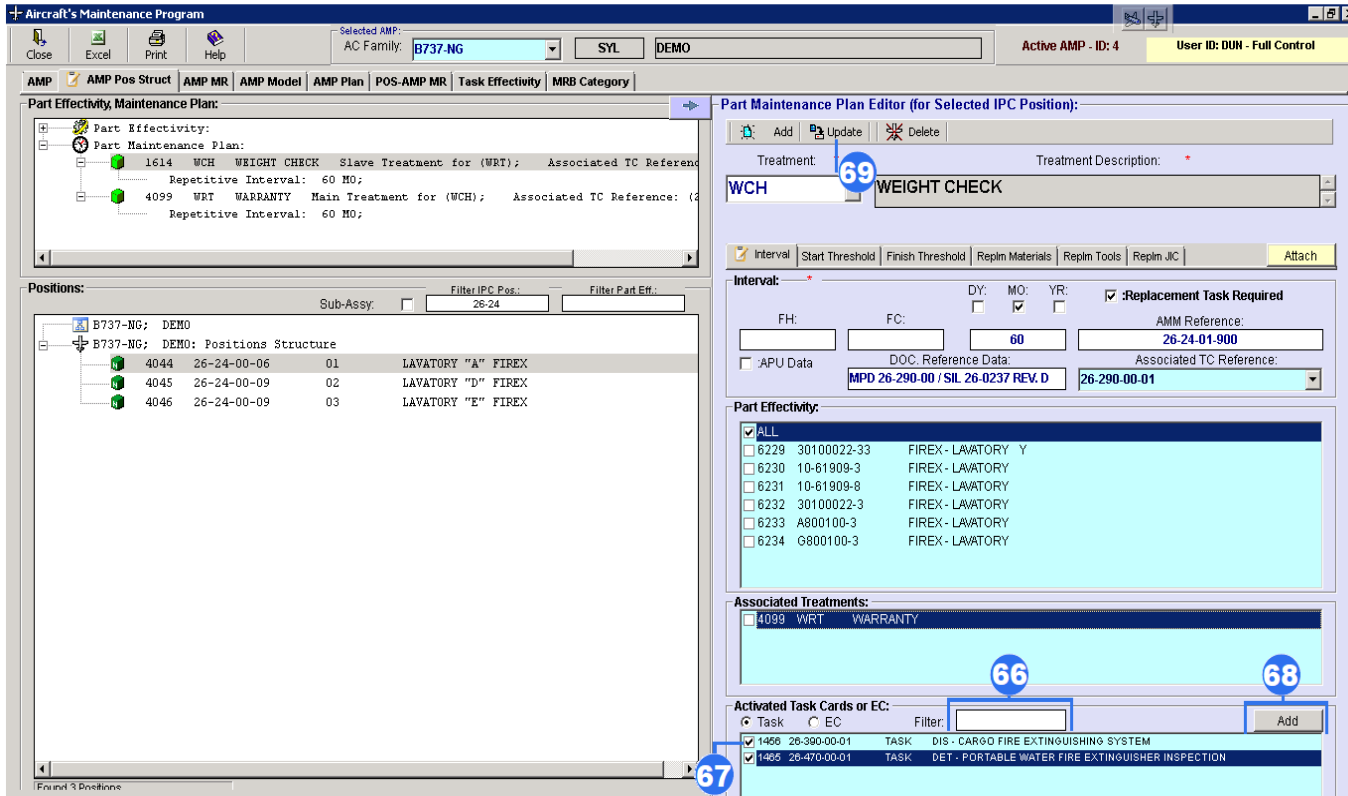 Aircraft's Maintenance Program
Close Excel Print Help
Selected AMP:
AC Family: B737-NG SYL DEMO
Active AMP - ID: 4 User ID: DUN - Full Control
AMP AMP Pos Struct AMP MR AMP Model AMP Plan POS-AMP MR Task Effectivity MRB Category
Part Effectivity, Maintenance Plan:
Part Effectivity:
Part Maintenance Plan:
1614 WCH WEIGHT CHECK Slave Treatment for (WRT); Associated TC Referenc
Repetitive Interval: 60 MO;
4099 WRT WARRANTY Main Treatment for (WCH); Associated TC Reference: (2
Repetitive Interval: 60 MO;
Positions:
Sub-Assy: Filter IPC Pos.: 26-24 Filter Part Eff.:
B737-NG; DEMO
B737-NG; DEMO: Positions Structure
4044 26-24-00-06 01 LAVATORY "A" FIREX
4045 26-24-00-09 02 LAVATORY "D" FIREX
4046 26-24-00-09 03 LAVATORY "E" FIREX
Found 3 Positions
Part Maintenance Plan Editor (for Selected IPC Position):
Add Update Delete
69
Treatment: * Treatment Description: *
WCH WEIGHT CHECK
Interval Start Threshold Finish Threshold Replm Materials Replm Tools Replm JIC Attach
Interval: *
DY: MO: YR: :Replacement Task Required
FH: FC: AMM Reference:
60 26-24-01-900
:APU Data DOC. Reference Data: Associated TC Reference:
MPD 26-290-00 / SIL 26-0237 REV. D 26-290-00-01
Part Effectivity:
ALL
6229 30100022-33 FIREX - LAVATORY Y
6230 10-61909-3 FIREX - LAVATORY
6231 10-61909-8 FIREX - LAVATORY
6232 30100022-3 FIREX - LAVATORY
6233 A800100-3 FIREX - LAVATORY
6234 G800100-3 FIREX - LAVATORY
Associated Treatments:
4099 WRT WARRANTY
66 68
Activated Task Cards or EC:
Task EC Filter: Add
1456 26-390-00-01 TASK DIS - CARGO FIRE EXTINGUISHING SYSTEM
1465 26-470-00-01 TASK DET - PORTABLE WATER FIRE EXTINGUISHER INSPECTION
67